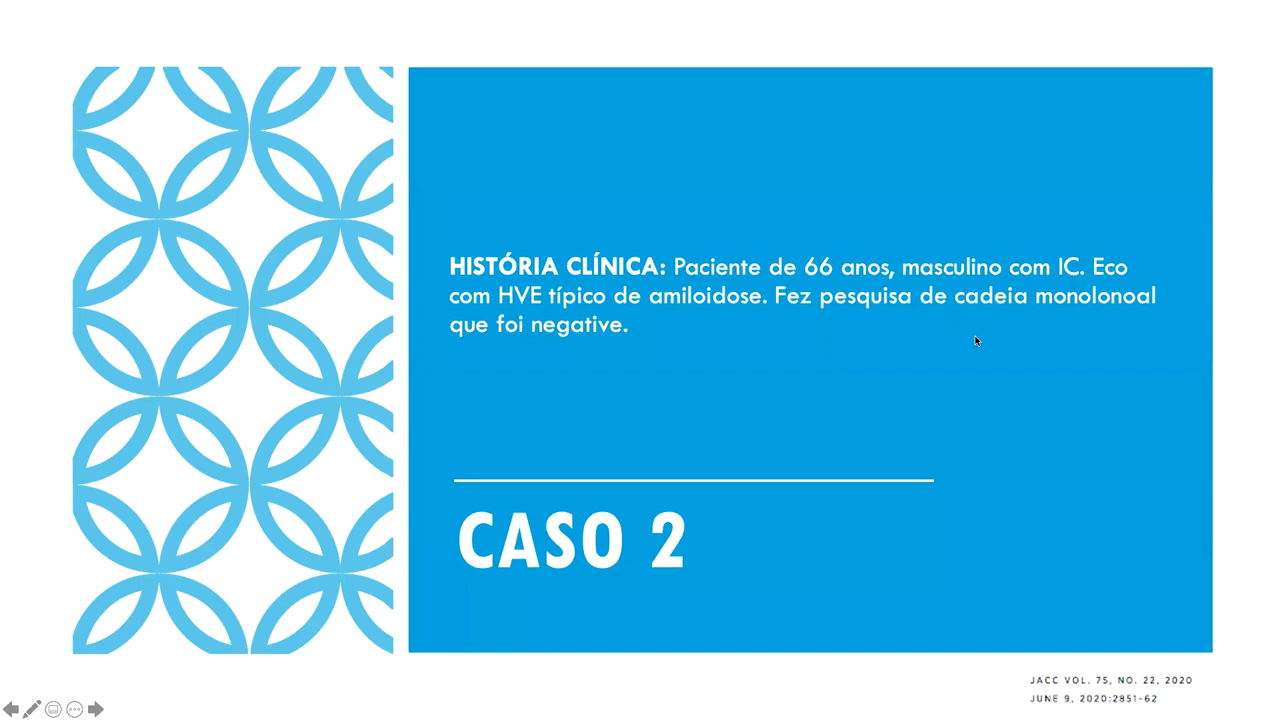 HISTÓRIA CLÍNICA: Paciente de 66 anos, masculino com IC. Eco
com HVE típico de amiloidose. Fez pesquisa de cadeia monolonoal
que foi negative.
CASO 2
JACC VOL. 75, NO. 22, 2020
JUNE 9, 2020:2851–62